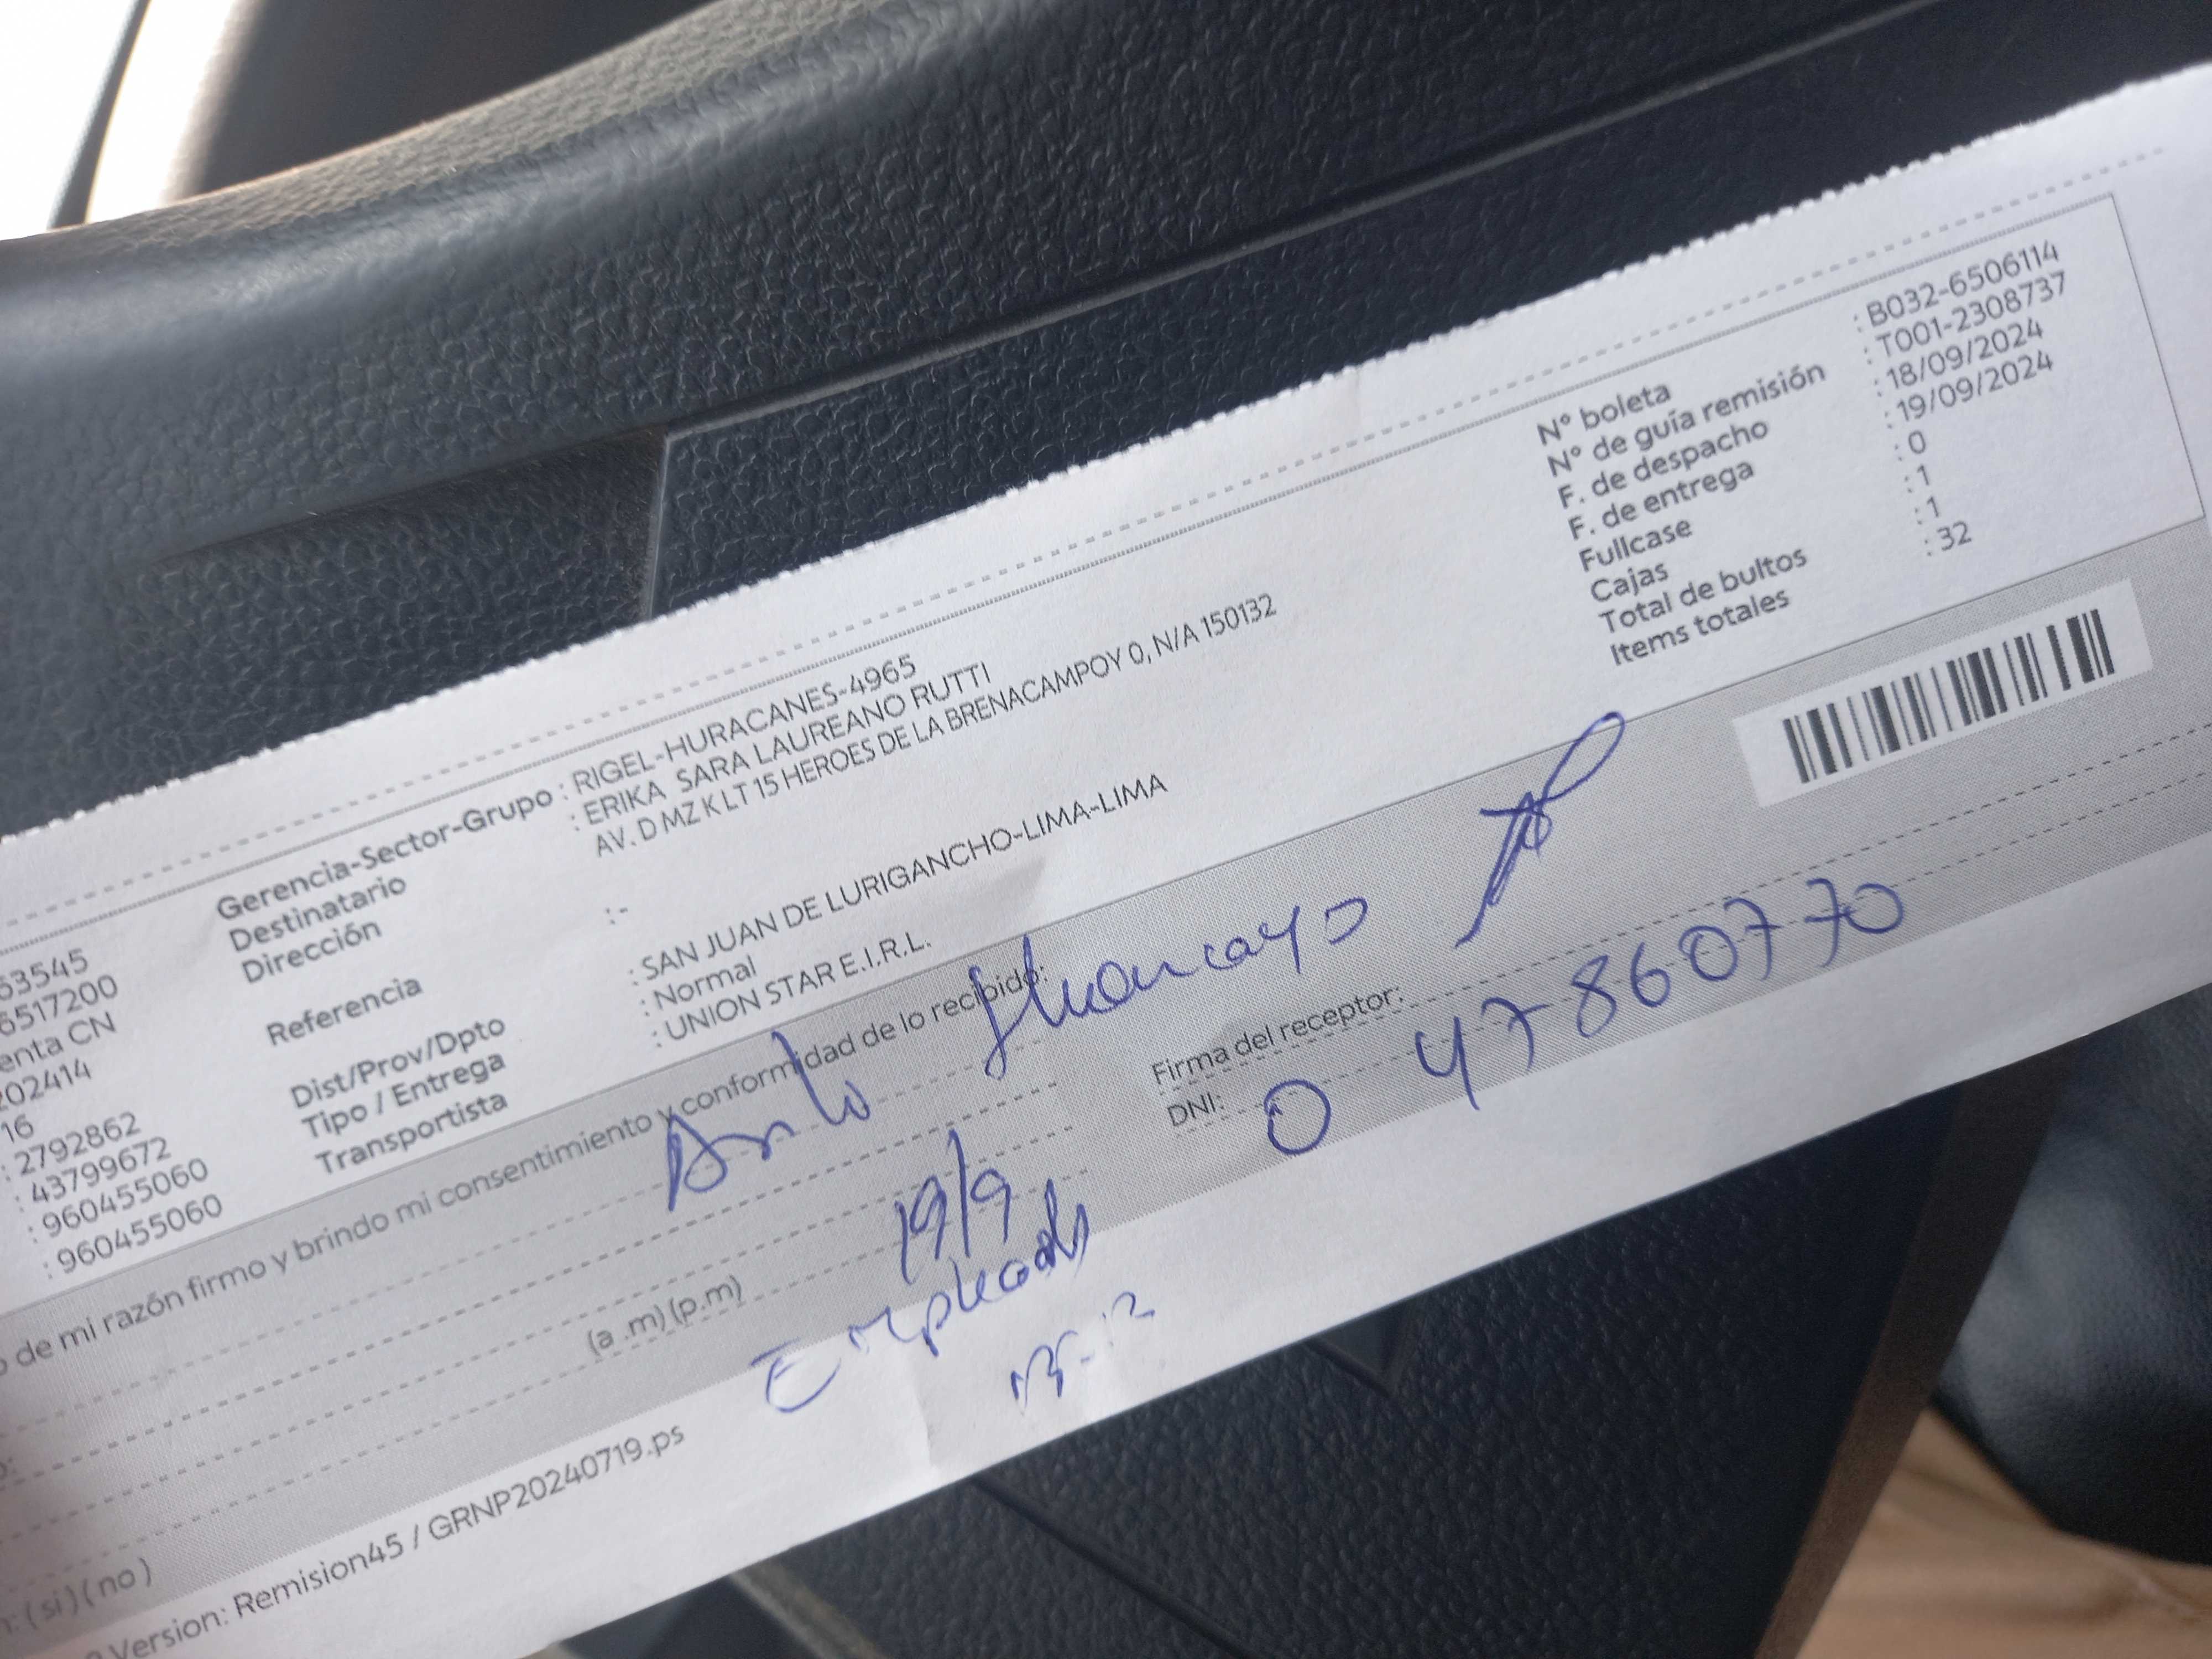 63545
6517200
enta CN
202414
16
: 2792862
: 43799672
: 960455060
: 960455060
Gerencia-Sector-Grupo : RIGEL-HURACANES-4965
Destinatario : ERIKA SARA LAUREANO RUTTI
Dirección AV. D MZ K LT 15 HEROES DE LA BRENACAMPOY 0, N/A 150132
Referencia :-
Dist/Prov/Dpto : SAN JUAN DE LURIGANCHO-LIMA-LIMA
Tipo / Entrega : Normal
Transportista : UNION STAR E.I.R.L.
N° boleta : B032-6506114
N° de guía remisión : T001-2308737
F. de despacho : 18/09/2024
F. de entrega : 19/09/2024
Fullcase : 0
Cajas : 1
Total de bultos : 1
Items totales : 32
o de mi razón firmo y brindo mi consentimiento y conformidad de lo recibido:
Huancayo
Firma del receptor:
DNI: 0 47860770
19/9
(a .m) (p.m)
Empleado
n: ( si ) ( no )
Version: Remision45 / GRNP20240719.ps